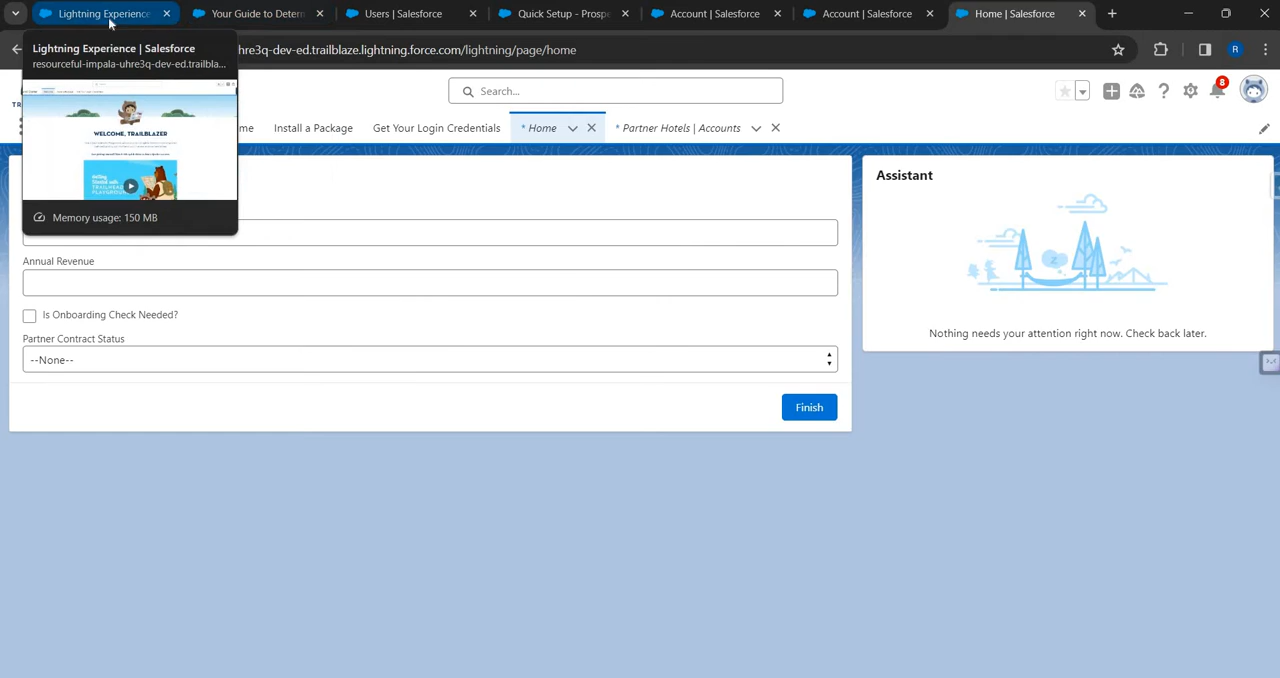 Lightning Experience
Your Guide to Determ
Users | Salesforce
Quick Setup - Prospe
Account | Salesforce
Account | Salesforce
Home | Salesforce
Lightning Experience | Salesforce
resourceful-impala-uhre3q-dev-ed.trailbla...
hre3q-dev-ed.trailblaze.lightning.force.com/lightning/page/home
R
Search...
8
WELCOME, TRAILBLAZER
me
Install a Package
Get Your Login Credentials
* Home
* Partner Hotels | Accounts
Memory usage: 150 MB
Annual Revenue
Is Onboarding Check Needed?
Partner Contract Status
--None--
Finish
Assistant
Nothing needs your attention right now. Check back later.